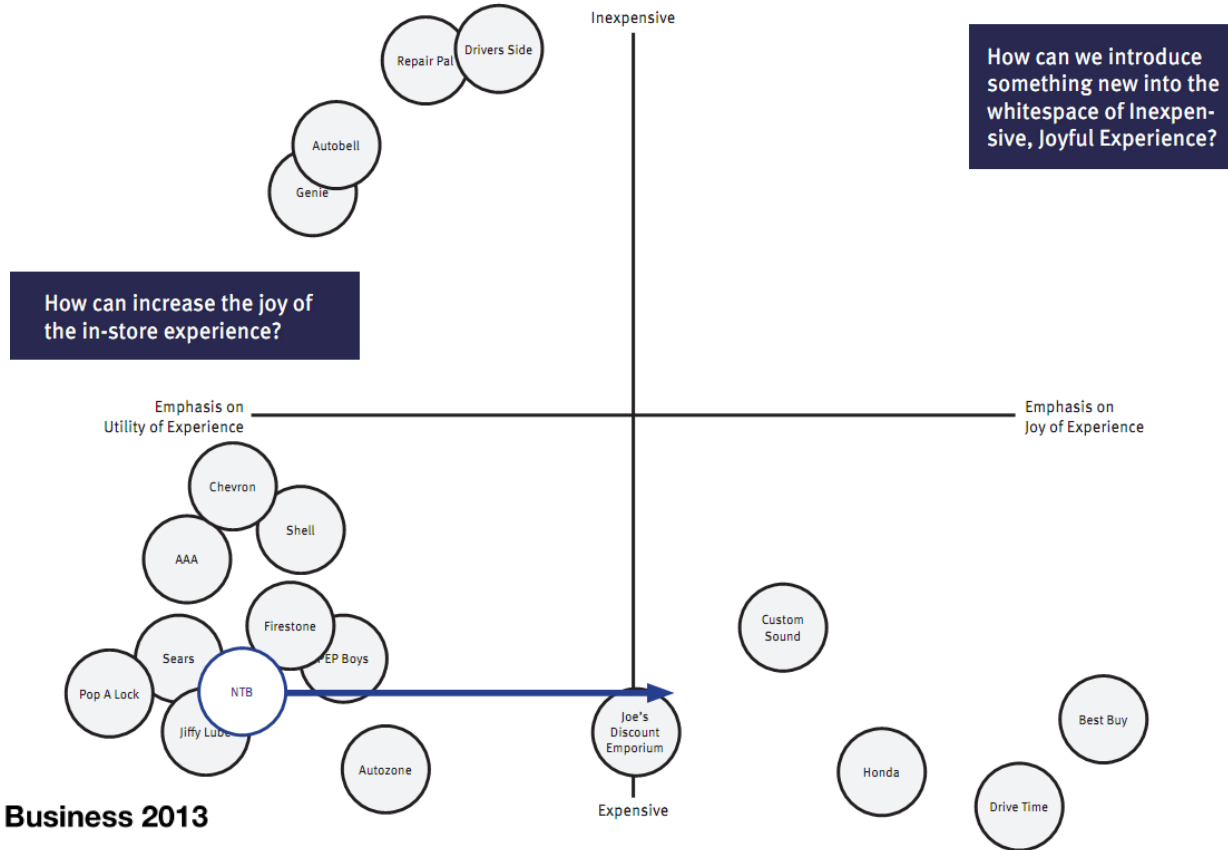 Inexpensive
Drivers Side
Repair Pal
How can we introduce
something new into the
whitespace of Inexpen-
sive, Joyful Experience?
Autobell
Genie
How can increase the joy of
the in-store experience?
Emphasis on
Utility of Experience
Emphasis on
Joy of Experience
Chevron
Shell
AAA
Firestone
Custom
Sound
Sears
PEP Boys
Pop A Lock
NTB
Jiffy Lube
Joe's
Discount
Emporium
Best Buy
Autozone
Honda
Drive Time
Expensive
Business 2013